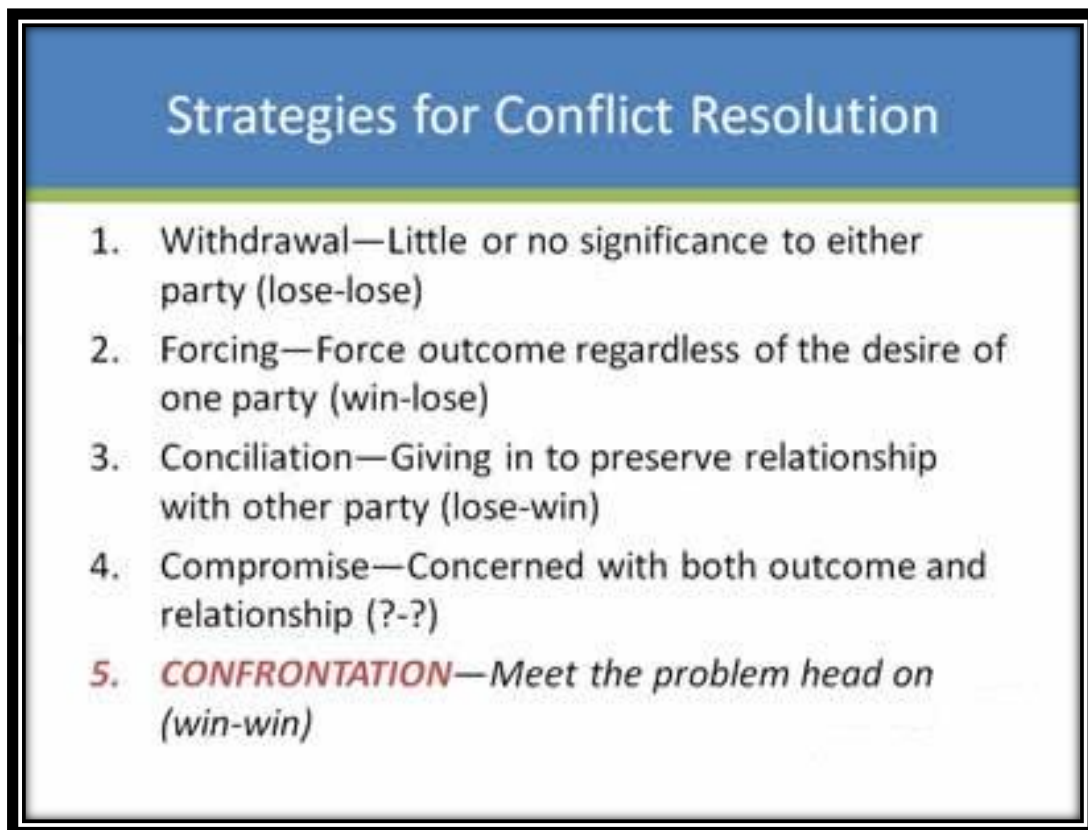 Strategies for Conflict Resolution
1. Withdrawal—Little or no significance to either
party (lose-lose)
2. Forcing—Force outcome regardless of the desire of
one party (win-lose)
3. Conciliation—Giving in to preserve relationship
with other party (lose-win)
4. Compromise—Concerned with both outcome and
relationship (?-?)
5. CONFRONTATION—Meet the problem head on
(win-win)